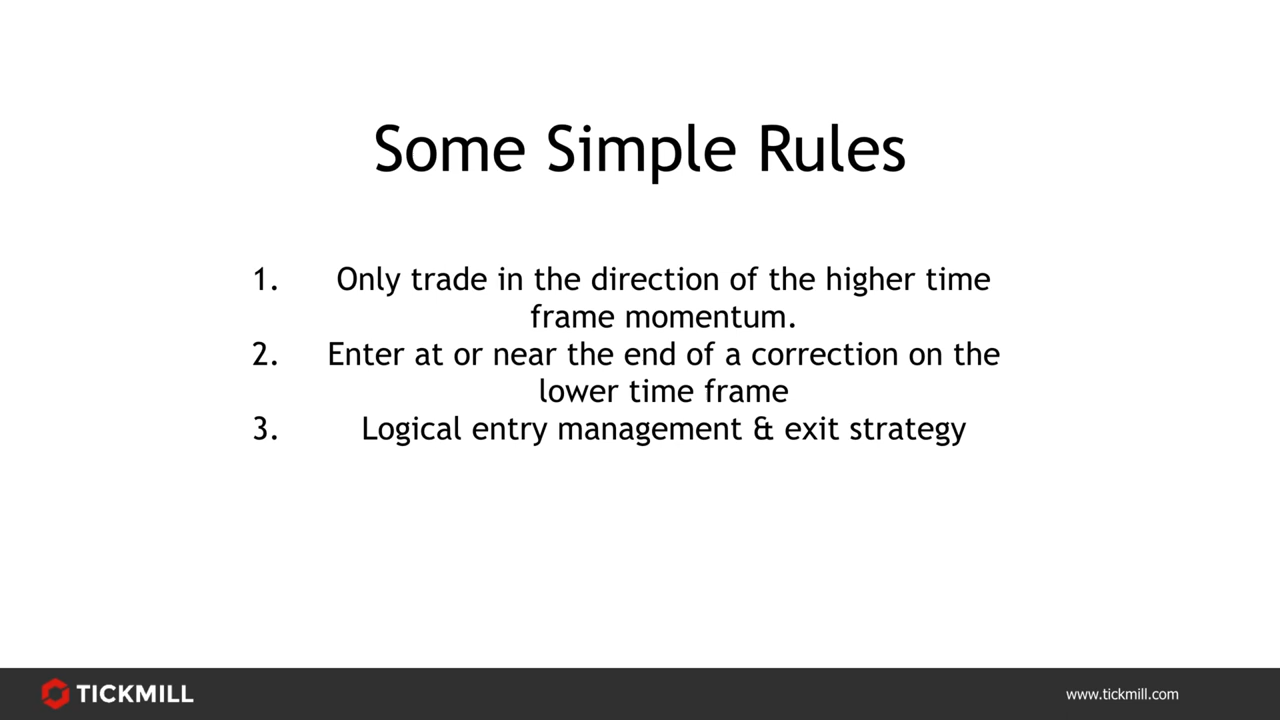 Some Simple Rules
1. Only trade in the direction of the higher time
frame momentum.
2. Enter at or near the end of a correction on the
lower time frame
3. Logical entry management & exit strategy
TICKMILL
www.tickmill.com